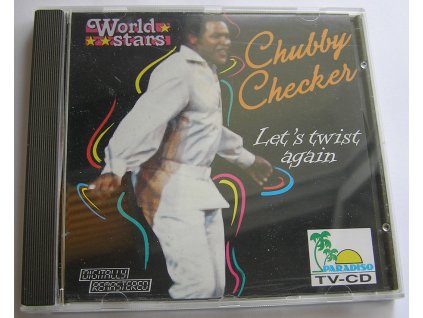 World
stars
Chubby
Checker
Let's twist
again
DIGITALLY
REMASTERED
PARADISO
TV-CD